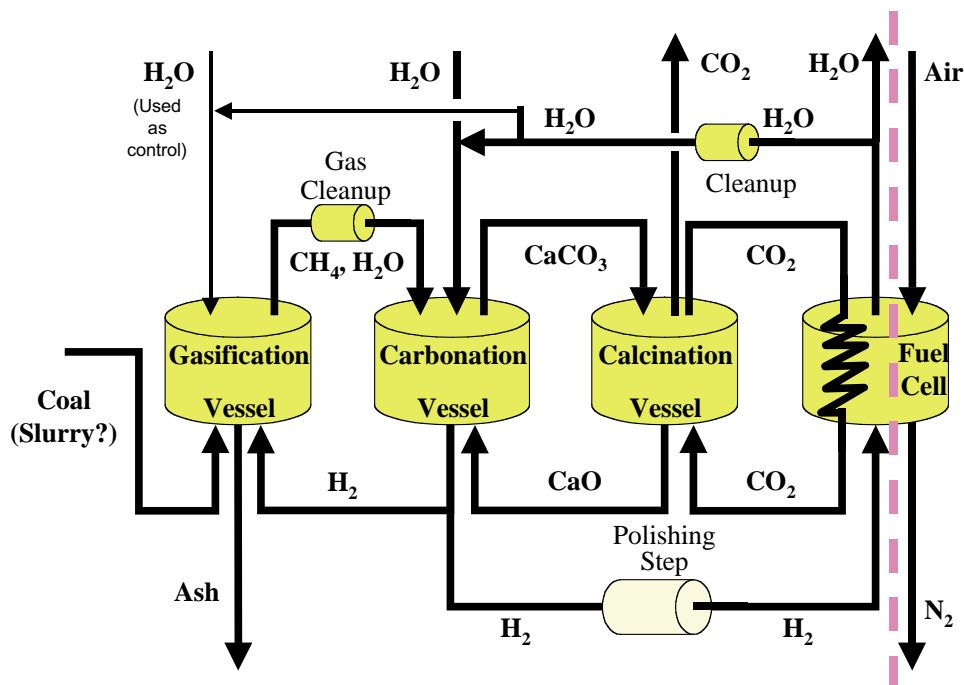 H₂O
(Used
as
control)
H₂O
CO₂
H₂O
Air
H₂O
H₂O
Gas
Cleanup
Cleanup
CH₄, H₂O
CaCO₃
CO₂
Gasification
Vessel
Carbonation
Vessel
Calcination
Vessel
Fuel
Cell
Coal
(Slurry?)
H₂
CaO
CO₂
Polishing
Step
Ash
H₂
H₂
N₂